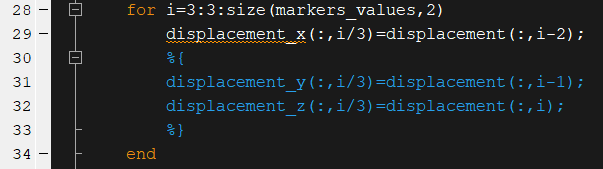 28 for i=3:3:size(markers_values,2)
29 displacement_x(:,i/3)=displacement(:,i-2);
30 %{
31 displacement_y(:,i/3)=displacement(:,i-1);
32 displacement_z(:,i/3)=displacement(:,i);
33 %}
34 end